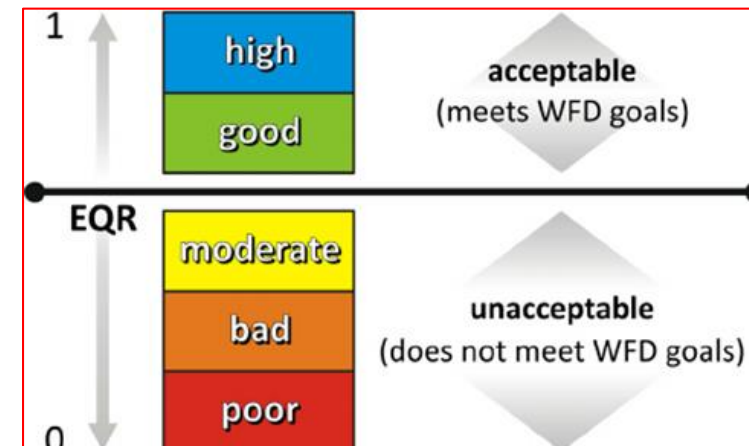 1
high
acceptable
(meets WFD goals)
good
EQR
moderate
unacceptable
(does not meet WFD goals)
bad
poor
0